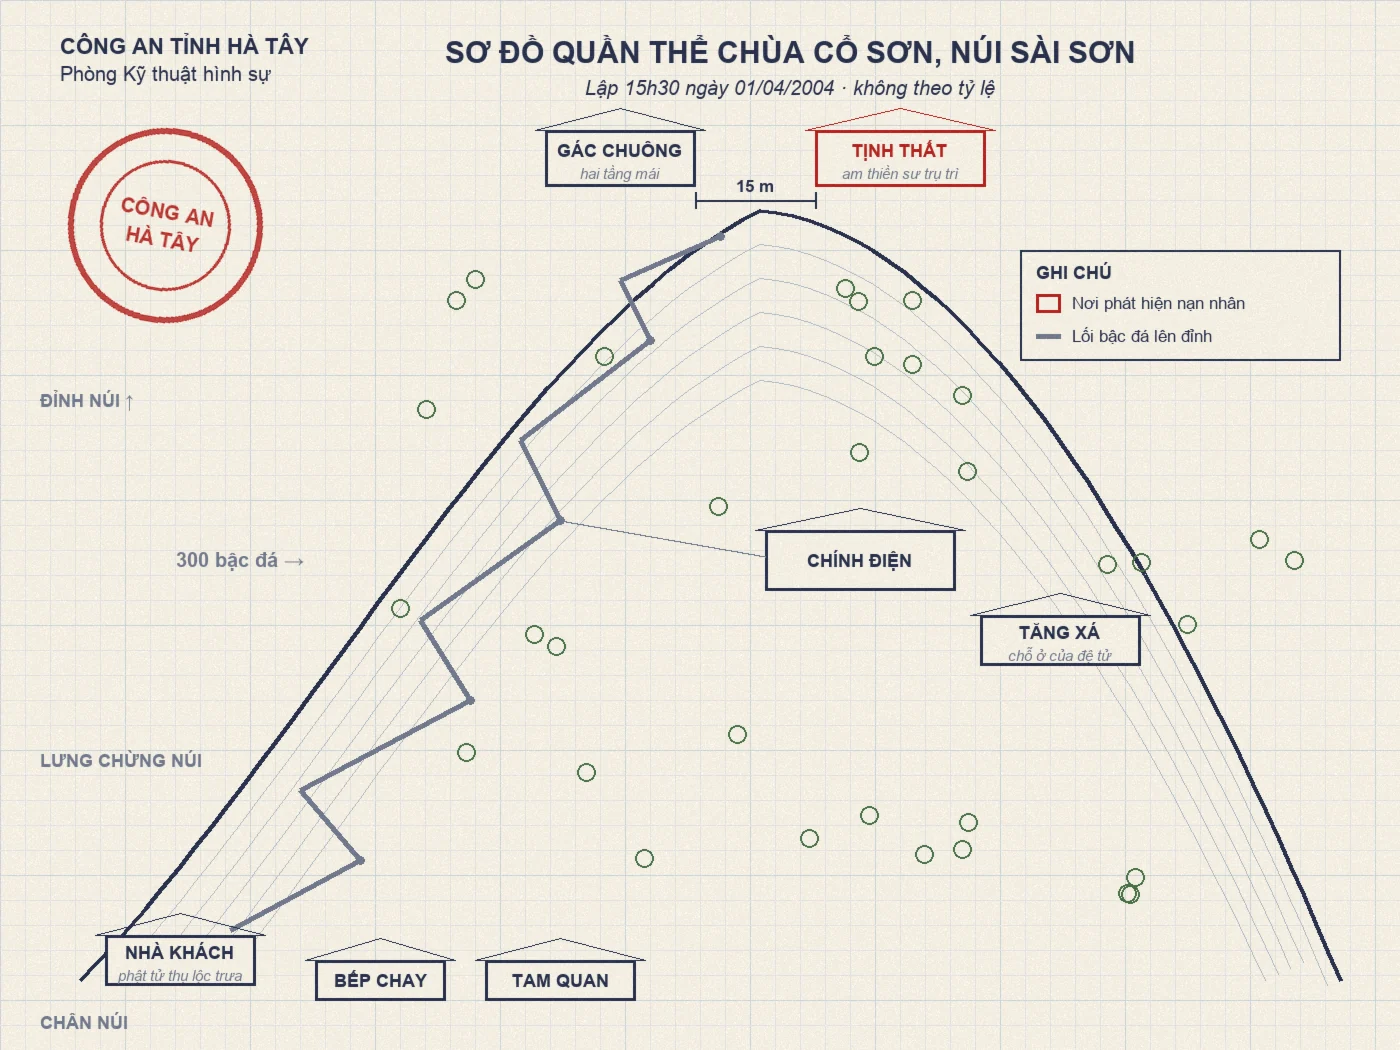 CÔNG AN TỈNH HÀ TÂY
Phòng Kỹ thuật hình sự
SƠ ĐỒ QUẦN THỂ CHÙA CỔ SƠN, NÚI SÀI SƠN
Lập 15h30 ngày 01/04/2004 · không theo tỷ lệ
GÁC CHUÔNG
hai tầng mái
TỊNH THẤT
am thiền sư trụ trì
15 m
CÔNG AN
HÀ TÂY
GHI CHÚ
Nơi phát hiện nạn nhân
Lối bậc đá lên đỉnh
ĐỈNH NÚI ↑
300 bậc đá →
CHÍNH ĐIỆN
TĂNG XÁ
chỗ ở của đệ tử
LƯNG CHỪNG NÚI
NHÀ KHÁCH
phật tử thụ lộc trưa
BẾP CHAY
TAM QUAN
CHÂN NÚI